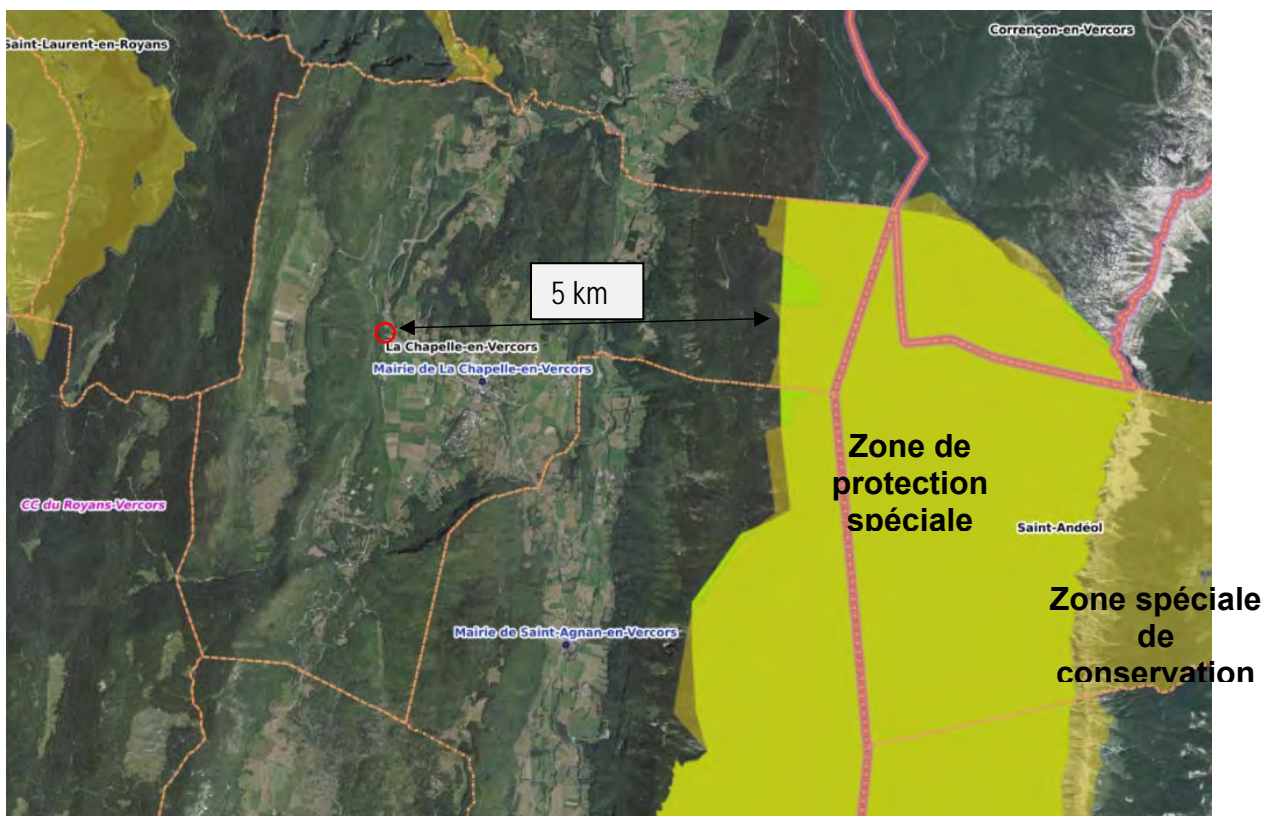 Corrençon-en-Vercors
Saint-Laurent-en-Royans
5 km
La Chapelle-en-Vercors
Mairie de La Chapelle-en-Vercors
Zone de
protection
spéciale
CC du Royans-Vercors
Saint-Andéol
Zone spéciale
de
conservation
Mairie de Saint-Agnan-en-Vercors